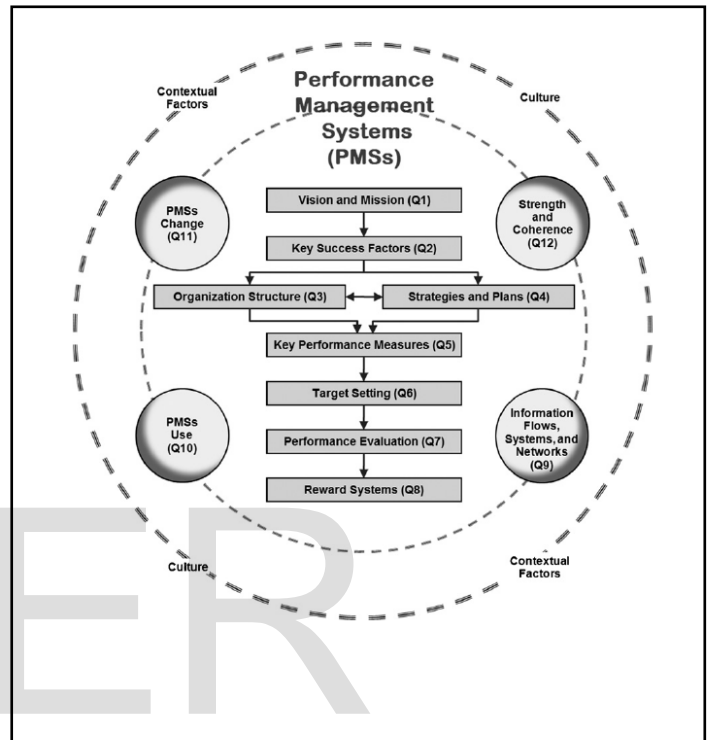 Performance
Management
Systems
(PMSs)
Contextual
Factors
Culture
PMSs
Change
(Q11)
Strength
and
Coherence
(Q12)
Vision and Mission (Q1)
Key Success Factors (Q2)
Organization Structure (Q3)
Strategies and Plans (Q4)
Key Performance Measures (Q5)
Target Setting (Q6)
PMSs
Use
(Q10)
Information
Flows,
Systems, and
Networks
(Q9)
Performance Evaluation (Q7)
Reward Systems (Q8)
Culture
Contextual
Factors
ER